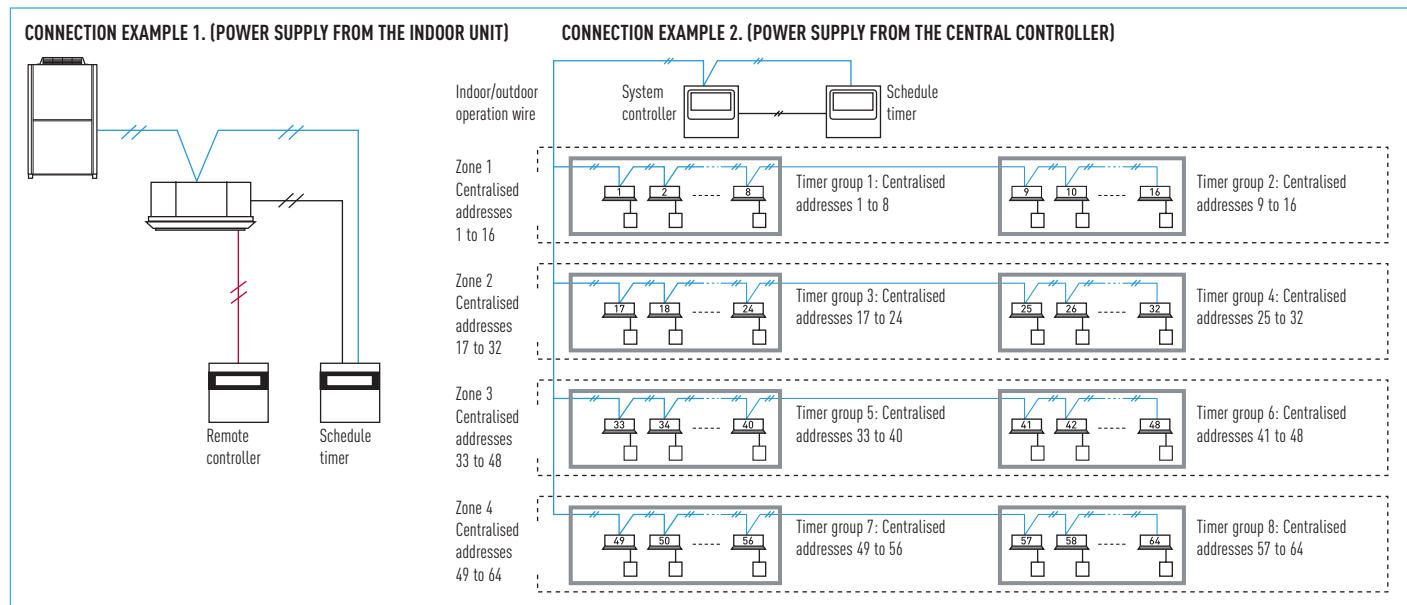 CONNECTION EXAMPLE 1. (POWER SUPPLY FROM THE INDOOR UNIT)
Remote
controller
Schedule
timer
CONNECTION EXAMPLE 2. (POWER SUPPLY FROM THE CENTRAL CONTROLLER)
Indoor/outdoor
operation wire
System
controller
Schedule
timer
Zone 1
Centralised
addresses
1 to 16
1 2 8
Timer group 1: Centralised
addresses 1 to 8
9 10 16
Timer group 2: Centralised
addresses 9 to 16
Zone 2
Centralised
addresses
17 to 32
17 18 24
Timer group 3: Centralised
addresses 17 to 24
25 26 32
Timer group 4: Centralised
addresses 25 to 32
Zone 3
Centralised
addresses
33 to 48
33 34 40
Timer group 5: Centralised
addresses 33 to 40
41 42 48
Timer group 6: Centralised
addresses 41 to 48
Zone 4
Centralised
addresses
49 to 64
49 50 56
Timer group 7: Centralised
addresses 49 to 56
57 58 64
Timer group 8: Centralised
addresses 57 to 64